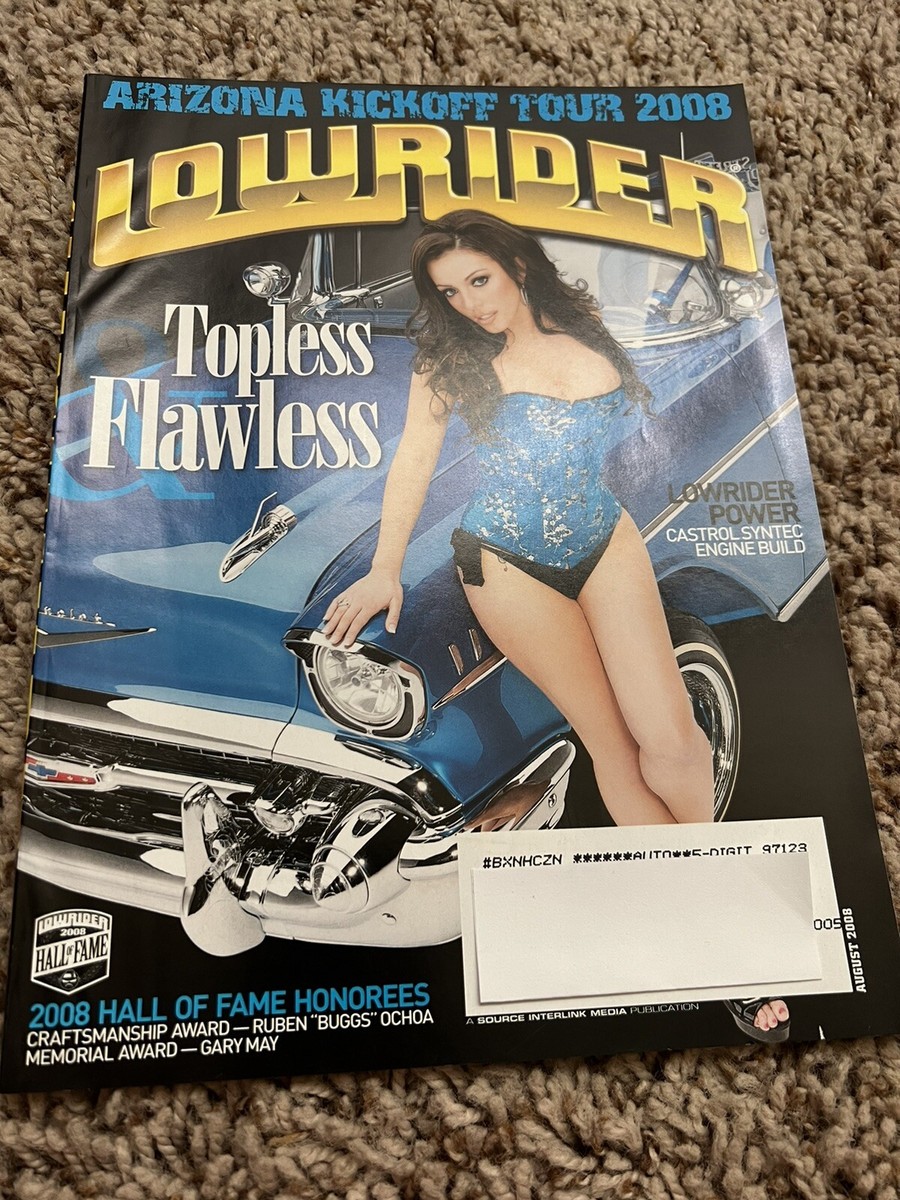 ARIZONA KICKOFF TOUR 2008
LOWRIDER
&
Topless
Flawless
LOWRIDER
POWER
CASTROL SYNTEC
ENGINE BUILD
#BXNHCZN ******AUTO**5-DIGIT 97123
005
AUGUST 2008
LOWRIDER
2008
HALL OF FAME
2008 HALL OF FAME HONOREES
CRAFTSMANSHIP AWARD — RUBEN "BUGGS" OCHOA
MEMORIAL AWARD — GARY MAY
A SOURCE INTERLINK MEDIA PUBLICATION